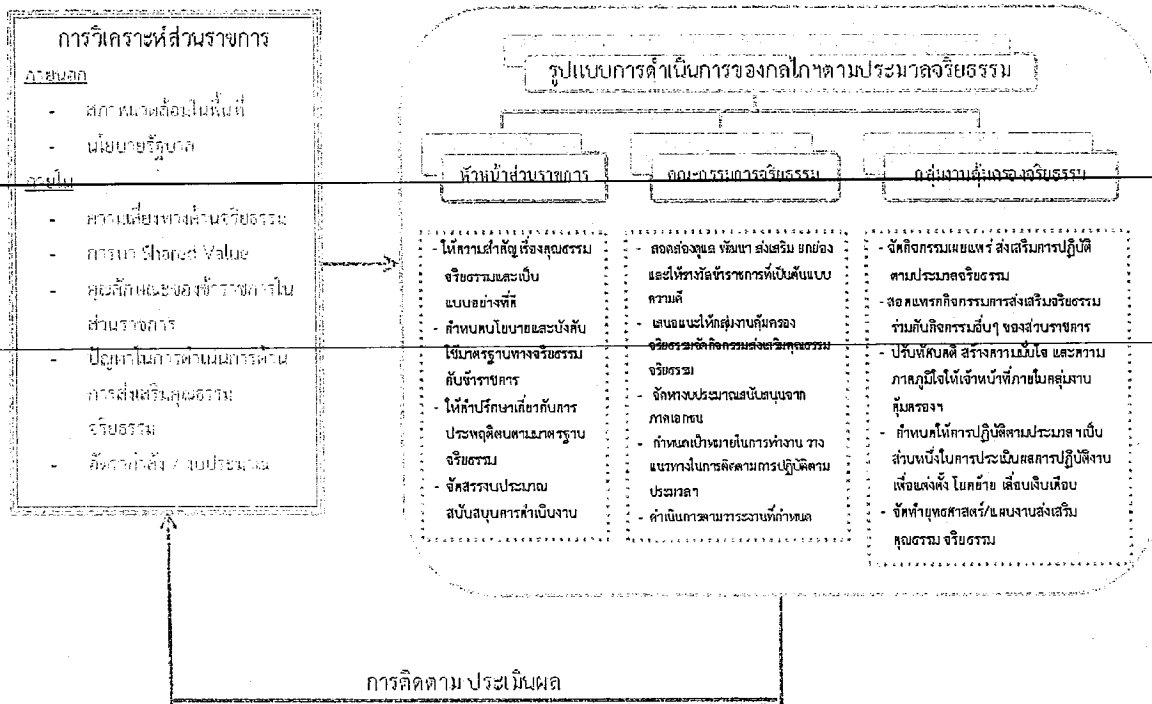 การวิเคราะห์ส่วนราชการ
ภายนอก
- สภาพแวดล้อมในพื้นที่
- นโยบายรัฐบาล
ภายใน
- ความเสี่ยงทางด้านจริยธรรม
การหา Shared Value
- คุณลักษณะของข้าราชการใน
ส่วนราชการ
- ปัญหาในการดำเนินการด้าน
การส่งเสริมคุณธรรม
จริยธรรม
- อัตรากำลัง / งบประมาณ
รูปแบบการดำเนินการของกลไกฯตามประมวลจริยธรรม
หัวหน้าส่วนราชการ
- ให้ความสำคัญเรื่องคุณธรรม
จริยธรรมและเป็น
แบบอย่างที่ดี
- กำหนดนโยบายและบังคับ
ใช้มาตรฐานทางจริยธรรม
กับข้าราชการ
- ให้คำปรึกษาเกี่ยวกับการ
ประพฤติตนตามมาตรฐาน
จริยธรรม
- จัดสรรงบประมาณ
สนับสนุนการดำเนินงาน
คณะกรรมการจริยธรรม
- สอดส่องดูแล พัฒนา ส่งเสริม ยกย่อง
และให้รางวัลข้าราชการที่เป็นต้นแบบ
ความดี
- เสนอแนะให้กลุ่มงานคุ้มครอง
จริยธรรมจัดกิจกรรมส่งเสริมคุณธรรม
จริยธรรม
- จัดหางบประมาณสนับสนุนจาก
ภาคเอกชน
- กำหนดเป้าหมายในการทำงาน วาง
แนวทางในการติดตามการปฏิบัติตาม
ประมวลฯ
- ดำเนินการตามวาระงานที่กำหนด
กลุ่มงานคุ้มครองจริยธรรม
- จัดกิจกรรมเผยแพร่ ส่งเสริมการปฏิบัติ
ตามประมวลจริยธรรม
- สอดแทรกกิจกรรมการส่งเสริมจริยธรรม
ร่วมกับกิจกรรมอื่นๆ ของส่วนราชการ
- ปรับทัศนคติ สร้างความมั่นใจ และความ
ภาคภูมิใจให้เจ้าหน้าที่ภายในกลุ่มงาน
คุ้มครองฯ
- กำหนดให้การปฏิบัติตามประมวลฯเป็น
ส่วนหนึ่งในการประเมินผลการปฏิบัติงาน
เพื่อแต่งตั้ง โยกย้าย เลื่อนเงินเดือน
- จัดทำยุทธศาสตร์/แผนงานส่งเสริม
คุณธรรม จริยธรรม
การติดตาม ประเมินผล